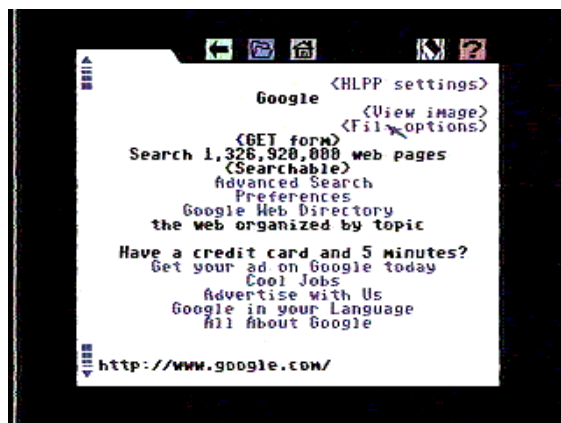 <HLPP settings>
Google
<View image>
<File options>
<GET form>
Search 1,326,920,000 web pages
<Searchable>
Advanced Search
Preferences
Google Web Directory
the web organized by topic
Have a credit card and 5 minutes?
Get your ad on Google today
Cool Jobs
Advertise with Us
Google in your Language
All About Google
http://www.google.com/